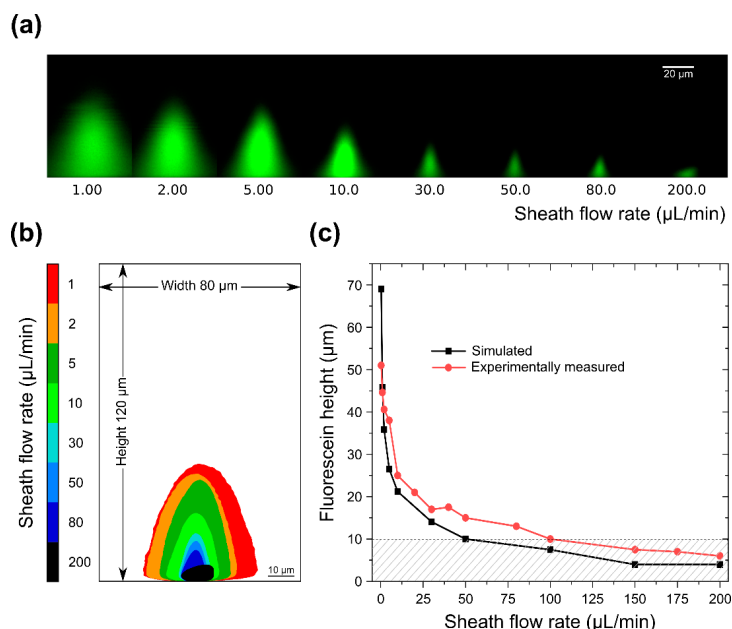 (a)
20 µm
1.00 2.00 5.00 10.0 30.0 50.0 80.0 200.0
Sheath flow rate (µL/min)
(b)
Sheath flow rate (µL/min)
1
2
5
10
30
50
80
200
Width 80 µm
Height 120 µm
10 µm
(c)
Fluorescein height (µm)
70
60
50
40
30
20
10
0
Simulated
Experimentally measured
0 25 50 75 100 125 150 175 200
Sheath flow rate (µL/min)